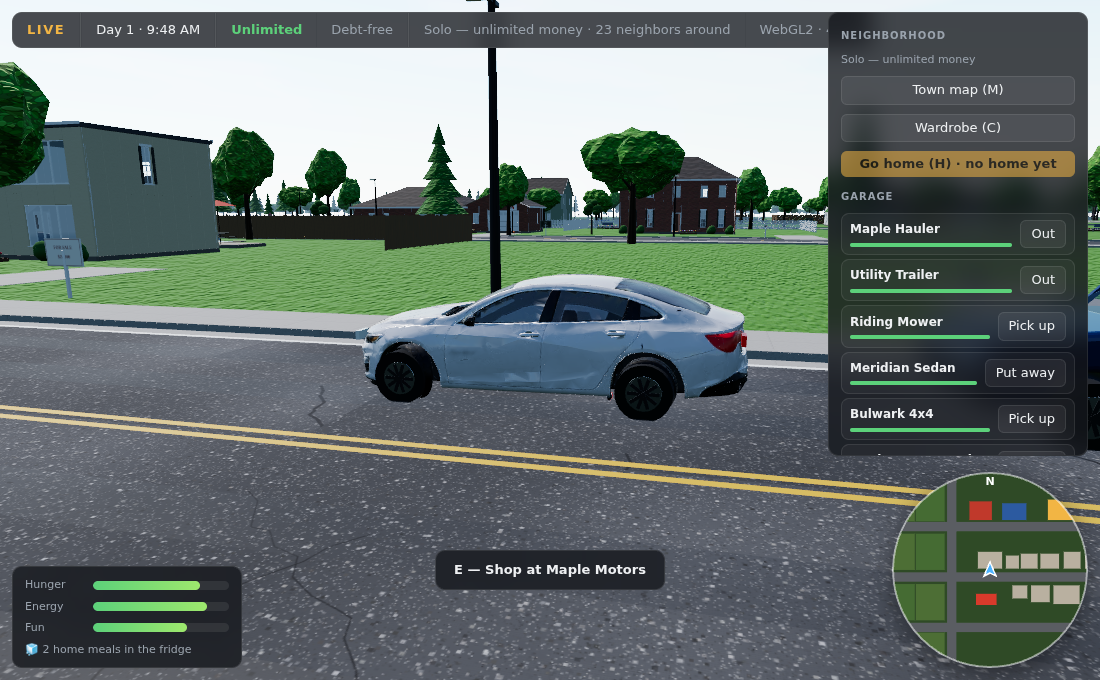 LIVE
Day 1 · 9:48 AM
Unlimited
Debt-free
Solo — unlimited money · 23 neighbors around
WebGL2 ·
NEIGHBORHOOD
Solo — unlimited money
Town map (M)
Wardrobe (C)
Go home (H) · no home yet
GARAGE
Maple Hauler
Out
Utility Trailer
Out
Riding Mower
Pick up
Meridian Sedan
Put away
Bulwark 4x4
Pick up
N
E — Shop at Maple Motors
Hunger
Energy
Fun
2 home meals in the fridge